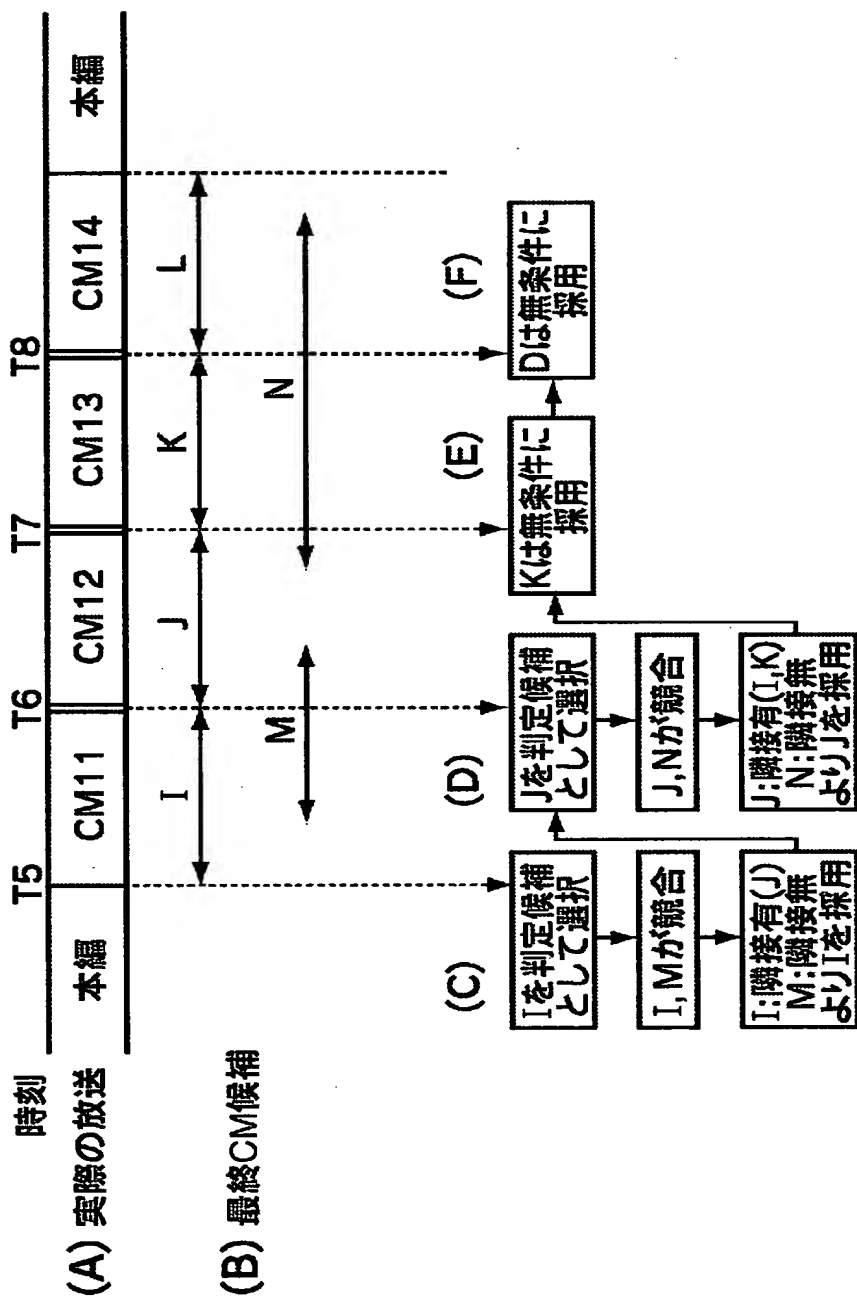 時刻 T5 T6 T7 T8
(A) 実際の放送 本編 CM11 CM12 CM13 CM14 本編
(B) 最終CM候補 I J K L
M N
(C) (D) (E) (F)
Iを判定候補
として選択
I,Mが競合
I:隣接有(J)
M:隣接無
よりIを採用
Jを判定候補
として選択
J,Nが競合
J:隣接有(I,K)
N:隣接無
よりJを採用
Kは無条件に
採用
Dは無条件に
採用